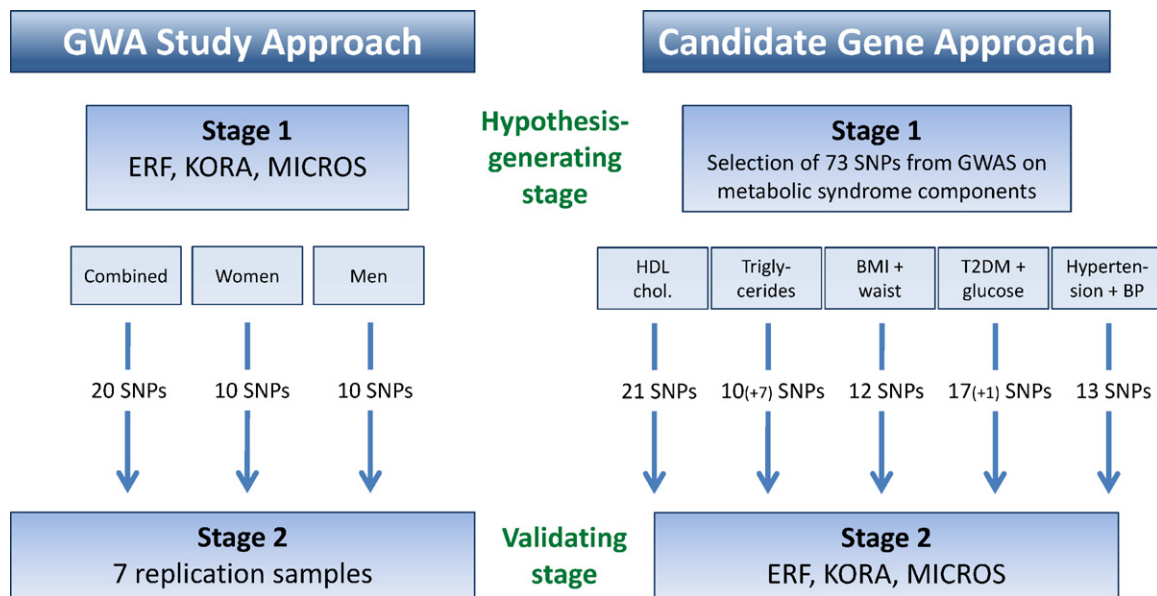 GWA Study Approach
Stage 1
ERF, KORA, MICROS
Combined
Women
Men
20 SNPs
10 SNPs
10 SNPs
Stage 2
7 replication samples
Hypothesis-
generating
stage
Validating
stage
Candidate Gene Approach
Stage 1
Selection of 73 SNPs from GWAS on
metabolic syndrome components
HDL
chol.
Trigly-
cerides
BMI +
waist
T2DM +
glucose
Hyperten-
sion + BP
21 SNPs
10(+7) SNPs
12 SNPs
17(+1) SNPs
13 SNPs
Stage 2
ERF, KORA, MICROS